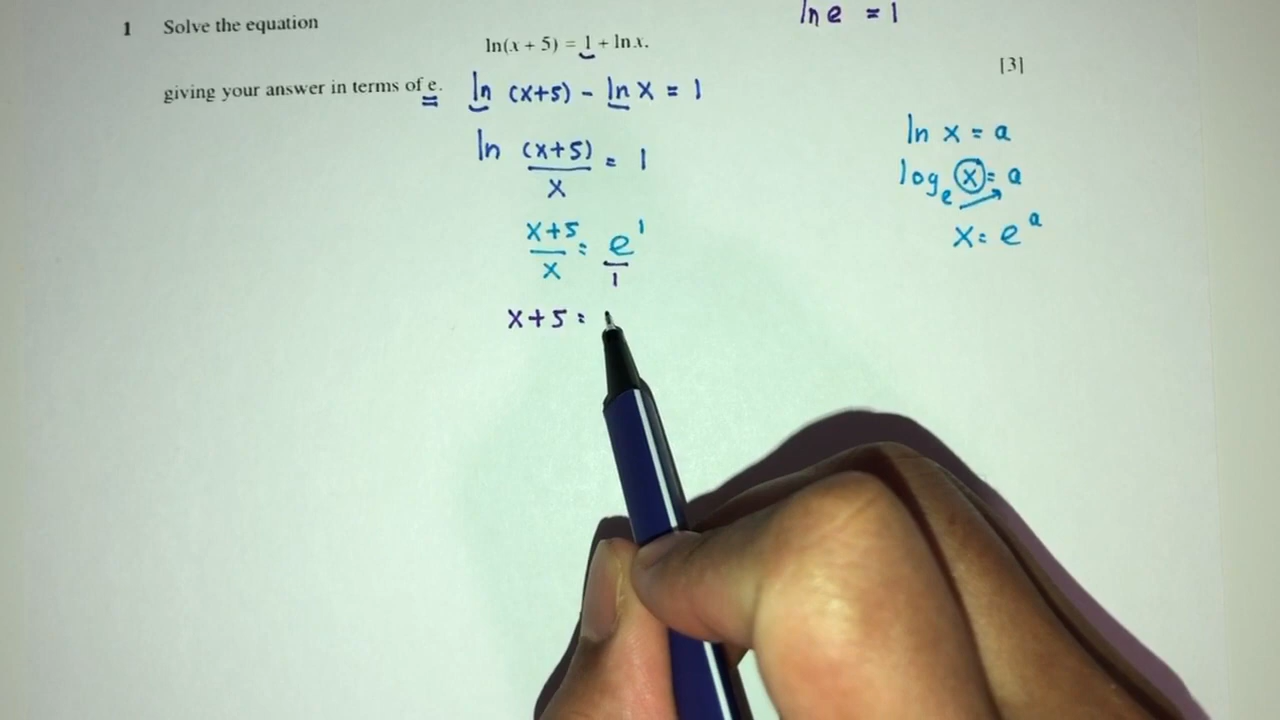 ln e = 1
1 Solve the equation
ln(x + 5) = 1 + ln x.
[3]
giving your answer in terms of e.
ln (x+5) - ln x = 1
ln (x+5)/x = 1
x+5/x = e^1/1
x+5 =
ln x = a
log_e x = a
x = e^a